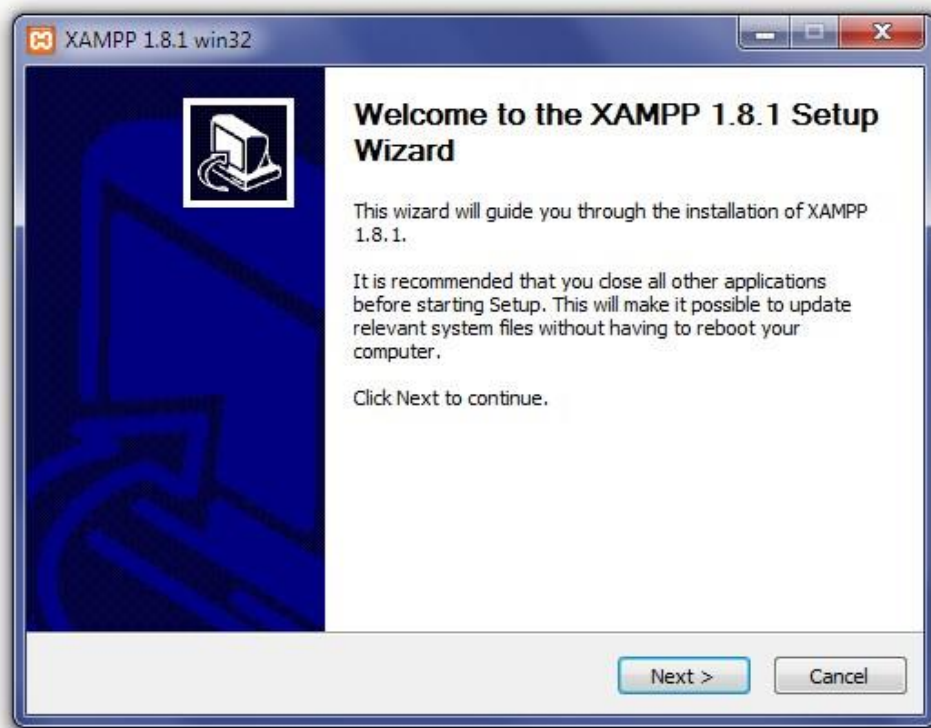 XAMPP 1.8.1 win32
Welcome to the XAMPP 1.8.1 Setup
Wizard
This wizard will guide you through the installation of XAMPP
1.8.1.
It is recommended that you close all other applications
before starting Setup. This will make it possible to update
relevant system files without having to reboot your
computer.
Click Next to continue.
Next >
Cancel